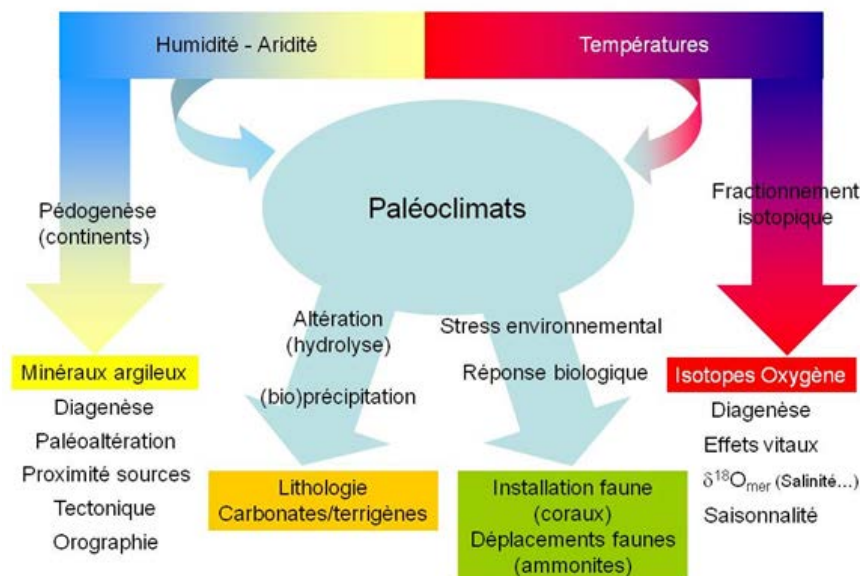 Humidité - Aridité
Températures
Paléoclimats
Pédogenèse
(continents)
Fractionnement
isotopique
Altération
(hydrolyse)
(bio)précipitation
Stress environnemental
Réponse biologique
Minéraux argileux
Diagenèse
Paléoaltération
Proximité sources
Tectonique
Orographie
Lithologie
Carbonates/terrigènes
Installation faune
(coraux)
Déplacements faunes
(ammonites)
Isotopes Oxygène
Diagenèse
Effets vitaux
δ¹⁸Oₘₑᵣ (Salinité...)
Saisonnalité